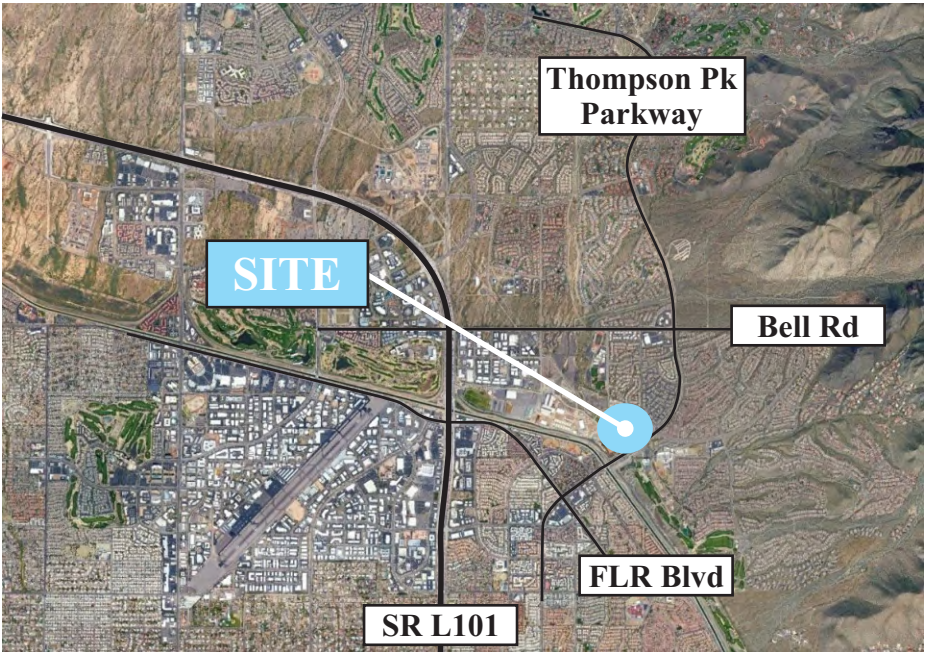 Thompson Pk
Parkway
SITE
Bell Rd
FLR Blvd
SR L101